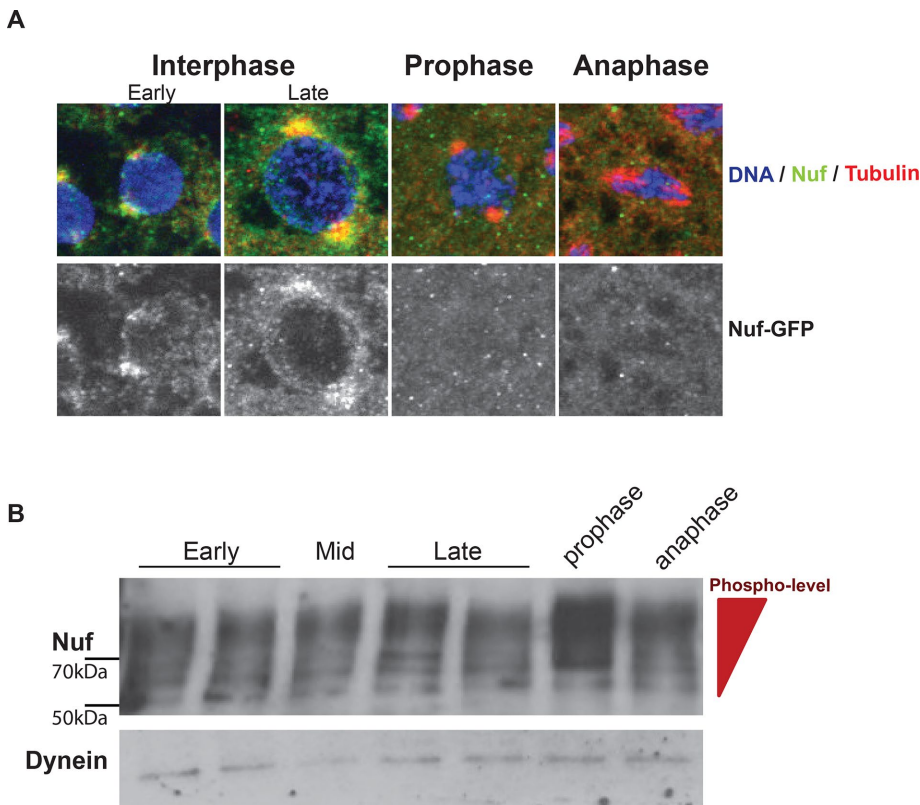 A
Interphase
Prophase
Anaphase
Early
Late
DNA / Nuf / Tubulin
Nuf-GFP
B
Early
Mid
Late
prophase
anaphase
Phospho-level
Nuf
70kDa
50kDa
Dynein